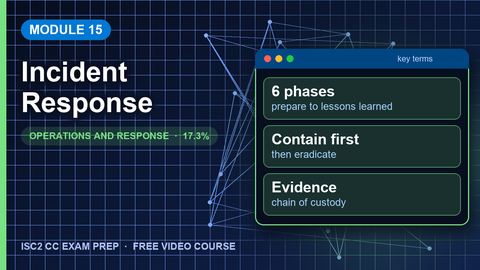 MODULE 15
Incident
Response
OPERATIONS AND RESPONSE · 17.3%
ISC2 CC EXAM PREP · FREE VIDEO COURSE
key terms
6 phases
prepare to lessons learned
Contain first
then eradicate
Evidence
chain of custody